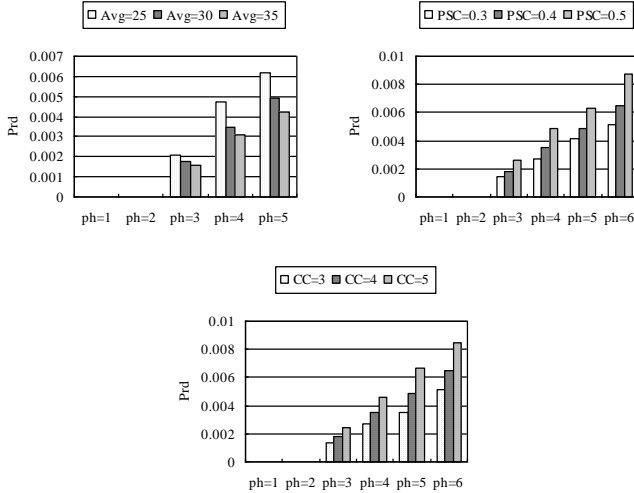 Avg=25 Avg=30 Avg=35
0.007
0.006
0.005
0.004
0.003
0.002
0.001
0
Prd
ph=1 ph=2 ph=3 ph=4 ph=5
PSC=0.3 PSC=0.4 PSC=0.5
0.01
0.008
0.006
0.004
0.002
0
Prd
ph=1 ph=2 ph=3 ph=4 ph=5 ph=6
CC=3 CC=4 CC=5
0.01
0.008
0.006
0.004
0.002
0
Prd
ph=1 ph=2 ph=3 ph=4 ph=5 ph=6